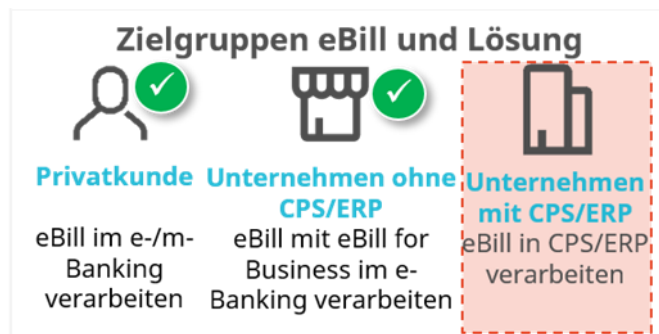 Zielgruppen eBill und Lösung
Privatkunde
eBill im e-/m-
Banking
verarbeiten
Unternehmen ohne
CPS/ERP
eBill mit eBill for
Business im e-
Banking verarbeiten
Unternehmen
mit CPS/ERP
eBill in CPS/ERP
verarbeiten